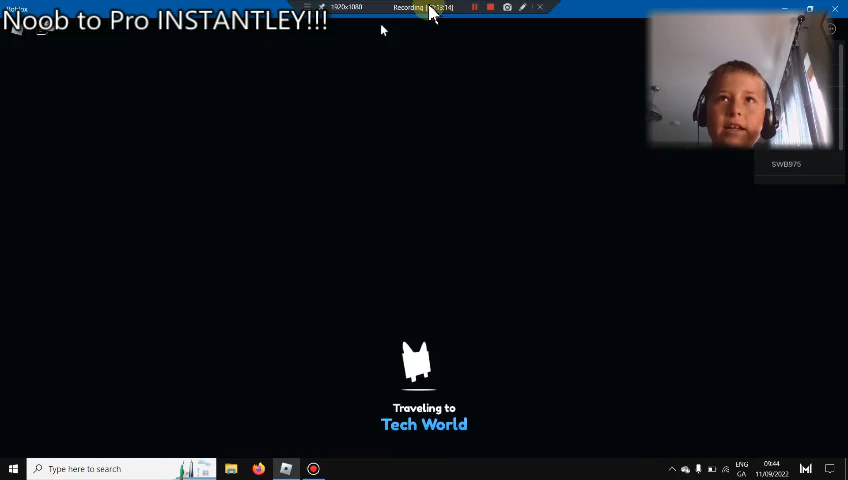 Noob to Pro INSTANTLEY!!!
1920x1080
SWB975
Traveling to
Tech World
Type here to search
ENG
GA
09:44
11/09/2022